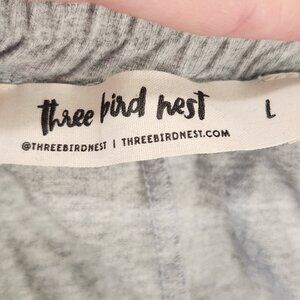 three bird nest L
@THREEBIRDNEST | THREEBIRDNEST.COM